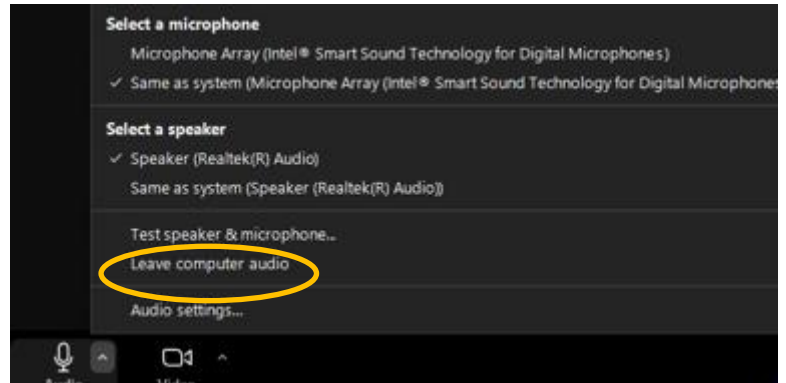 Select a microphone
Microphone Array (Intel® Smart Sound Technology for Digital Microphones)
✓ Same as system (Microphone Array (Intel® Smart Sound Technology for Digital Microphones
Select a speaker
✓ Speaker (Realtek(R) Audio)
Same as system (Speaker (Realtek(R) Audio))
Test speaker & microphone...
Leave computer audio
Audio settings...